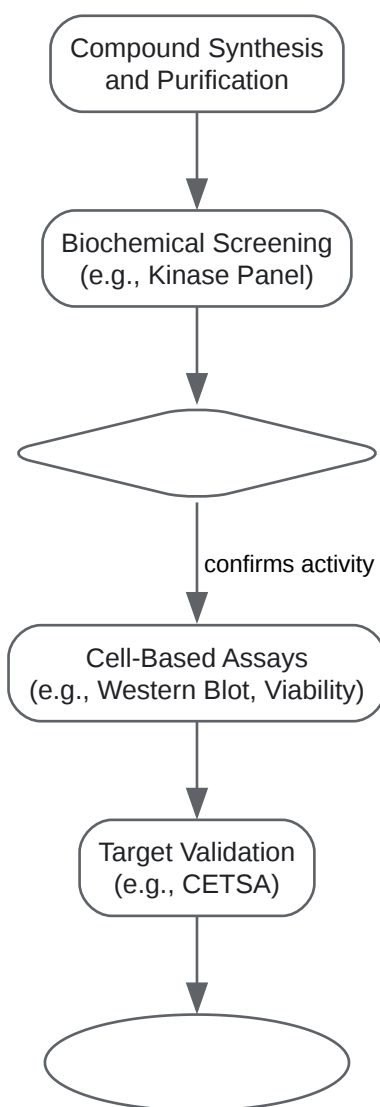 Compound Synthesis
and Purification
Biochemical Screening
(e.g., Kinase Panel)
confirms activity
Cell-Based Assays
(e.g., Western Blot, Viability)
Target Validation
(e.g., CETSA)